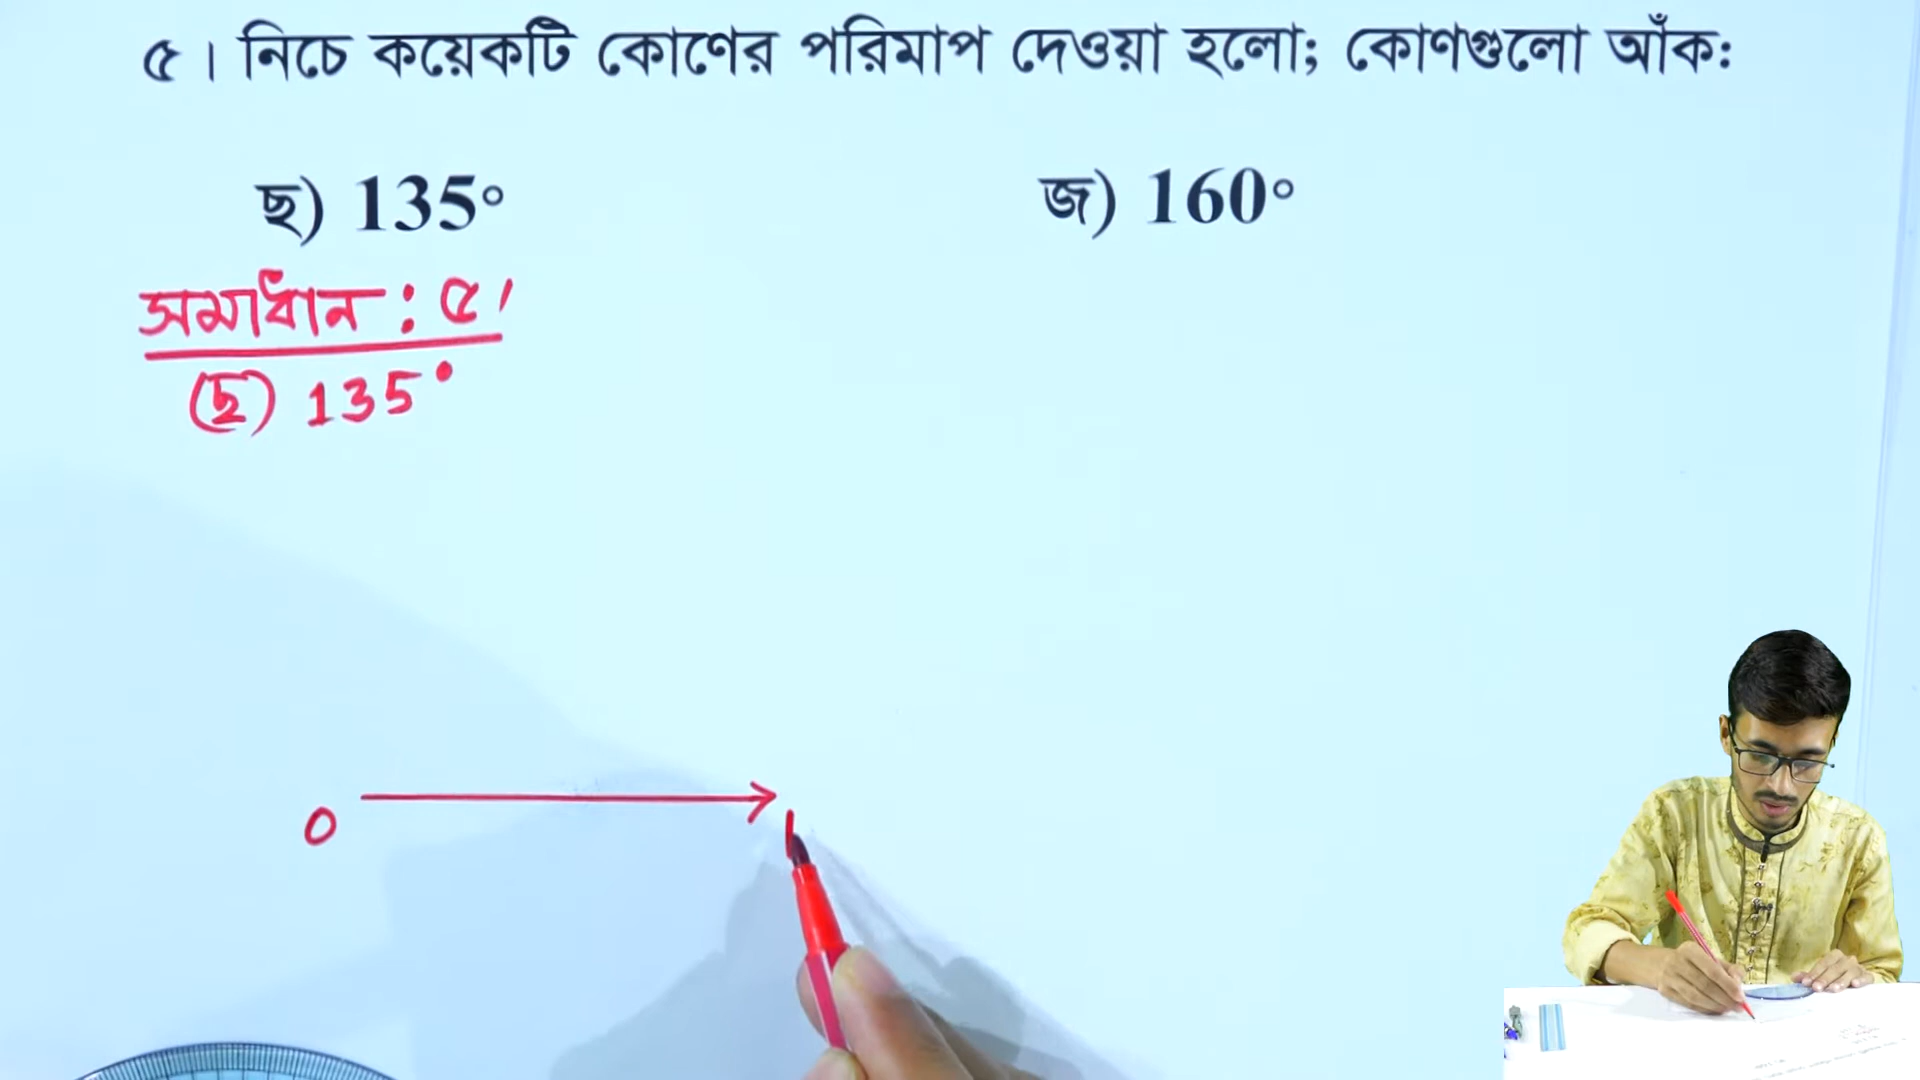 ৫। নিচে কয়েকটি কোণের পরিমাপ দেওয়া হলো; কোণগুলো আঁক:
ছ) 135°
জ) 160°
সমাধান : ৫।
(ছ) 135°
O